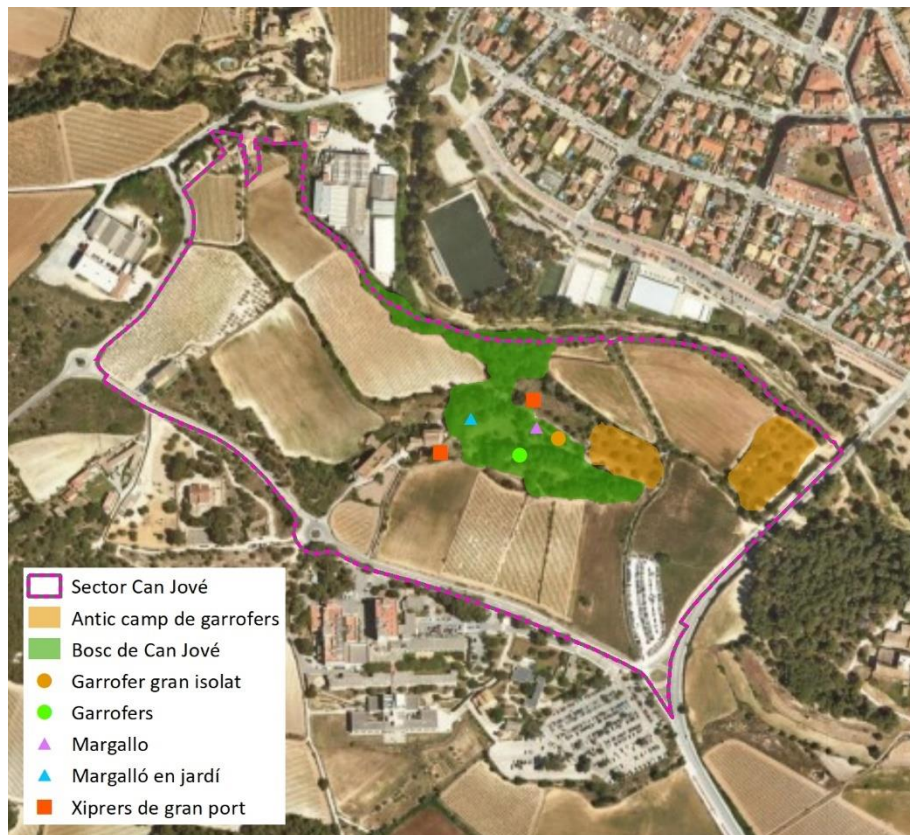 Sector Can Jové
Antic camp de garrofers
Bosc de Can Jové
Garrofer gran isolat
Garrofers
Margallo
Margalló en jardí
Xiprers de gran port